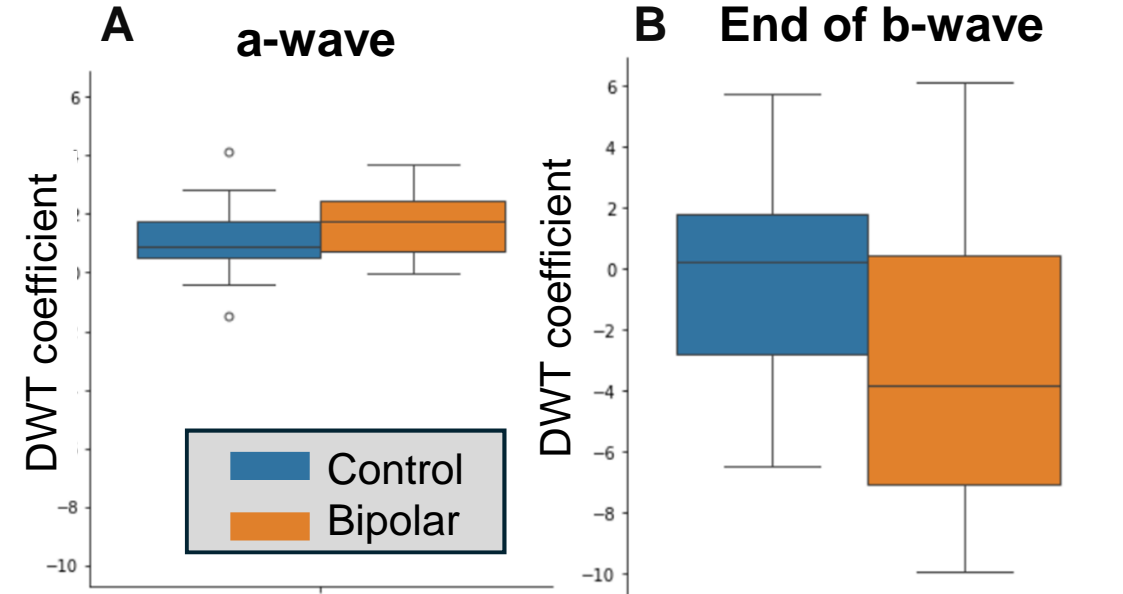 A
a-wave
DWT coefficient
6
2
−8
−10
Control
Bipolar
B
End of b-wave
DWT coefficient
6
4
2
0
−2
−4
−6
−8
−10